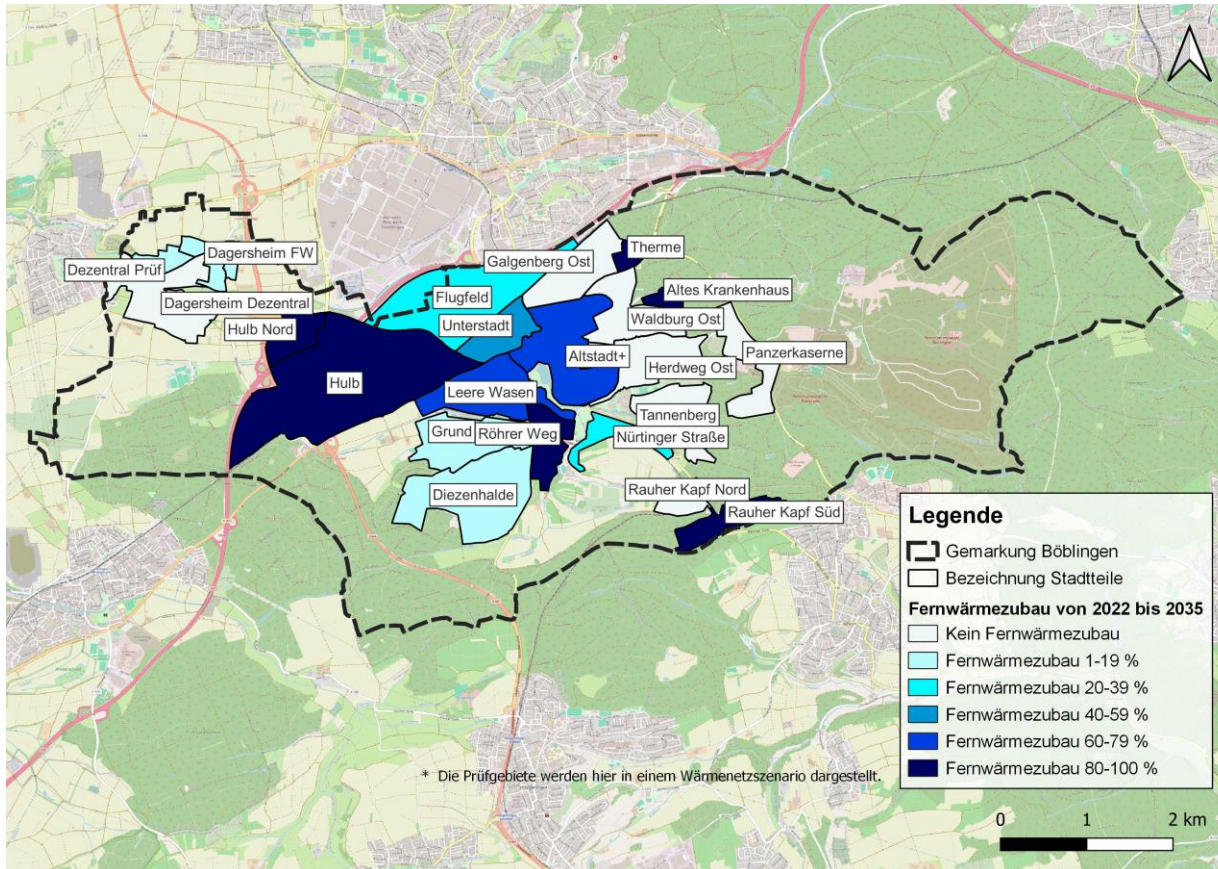 Therme
Galgenberg Ost
Dagersheim FW
Dezentral Prüf
Altes Krankenhaus
Flugfeld
Dagersheim Dezentral
Waldburg Ost
Hulb Nord
Unterstadt
Panzerkaserne
Altstadt+
Herdweg Ost
Hulb
Leere Wasen
Tannenberg
Grund
Röhrer Weg
Nürtinger Straße
Diezenhalde
Rauher Kapf Nord
Rauher Kapf Süd
Legende
Gemarkung Böblingen
Bezeichnung Stadtteile
Fernwärmezubau von 2022 bis 2035
Kein Fernwärmezubau
Fernwärmezubau 1-19 %
Fernwärmezubau 20-39 %
Fernwärmezubau 40-59 %
Fernwärmezubau 60-79 %
Fernwärmezubau 80-100 %
* Die Prüfgebiete werden hier in einem Wärmenetzszenario dargestellt.
0 1 2 km